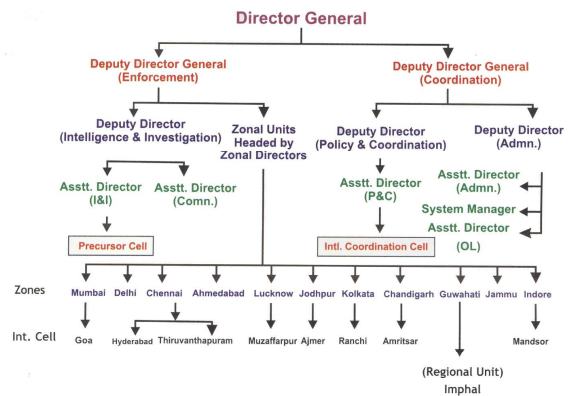 Director General
Deputy Director General
(Enforcement)
Deputy Director General
(Coordination)
Deputy Director
(Intelligence & Investigation)
Zonal Units
Headed by
Zonal Directors
Deputy Director
(Policy & Coordination)
Deputy Director
(Admn.)
Asstt. Director
(I&I)
Asstt. Director
(Comn.)
Asstt. Director
(P&C)
Asstt. Director
(Admn.)
System Manager
Asstt. Director
(OL)
Precursor Cell
Intl. Coordination Cell
Zones Mumbai Delhi Chennai Ahmedabad Lucknow Jodhpur Kolkata Chandigarh Guwahati Jammu Indore
Int. Cell Goa Hyderabad Thiruvanthapuram Muzaffarpur Ajmer Ranchi Amritsar Mandsor
(Regional Unit)
Imphal